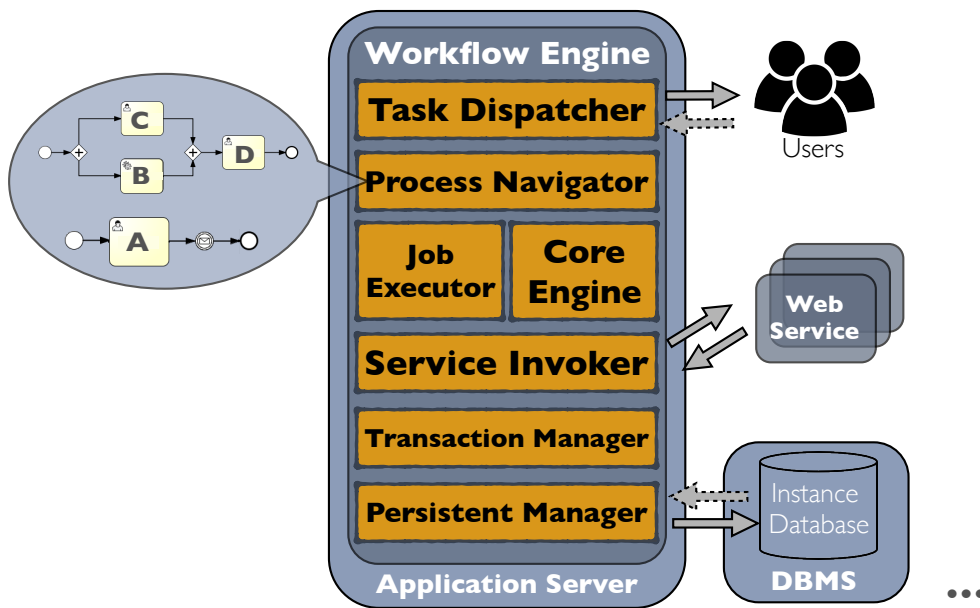 Workflow Engine
Task Dispatcher
Users
C
B
D
A
Process Navigator
Job
Executor
Core
Engine
Web
Service
Service Invoker
Transaction Manager
Persistent Manager
Instance
Database
DBMS
Application Server
...